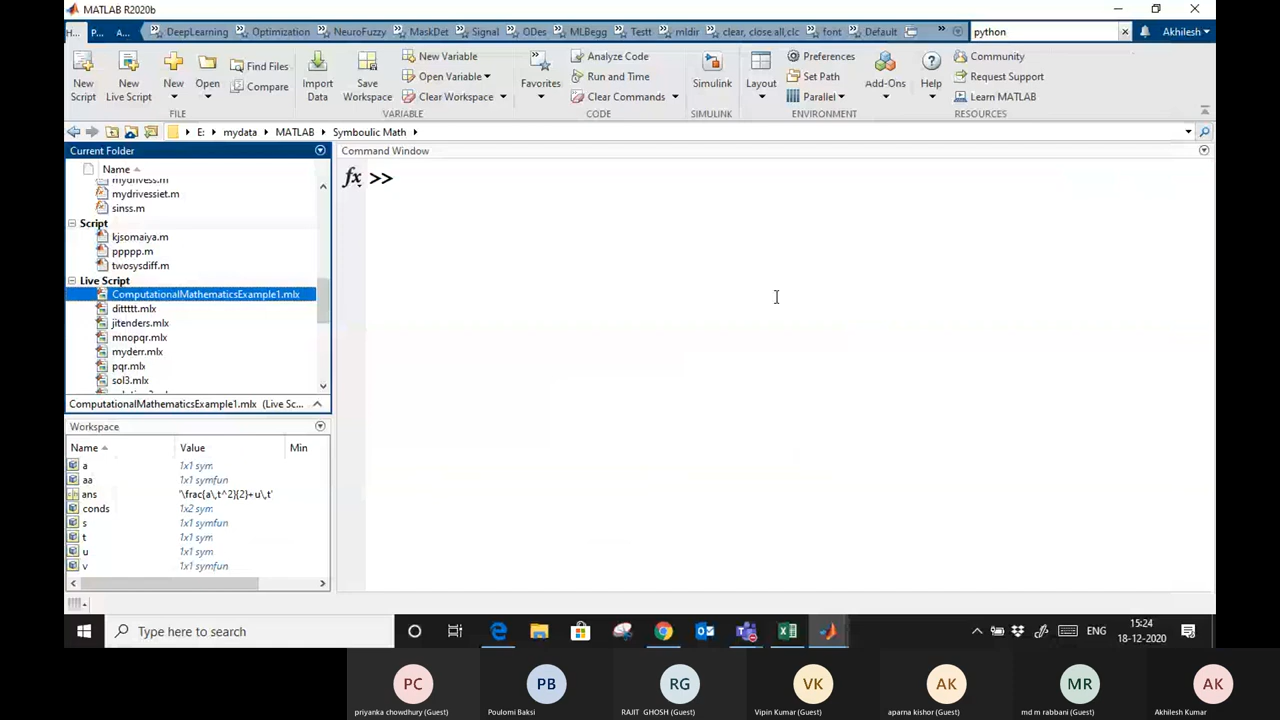 MATLAB R2020b
H... P... A... DeepLearning Optimization NeuroFuzzy MaskDet Signal ODes MLBegg Testt mldir clear, close all,clc font Default python Akhilesh
New Script New Live Script New Open Find Files Compare Import Data Save Workspace New Variable Open Variable Clear Workspace Favorites Analyze Code Run and Time Clear Commands Simulink Layout Preferences Set Path Parallel Add-Ons Help Community Request Support Learn MATLAB
FILE VARIABLE CODE SIMULINK ENVIRONMENT RESOURCES
E: mydata MATLAB Symboulic Math
Current Folder
Command Window
Name
fx >>
mydrivess.m
mydrivessiet.m
sinss.m
Script
kjsomaiya.m
ppppp.m
twosysdiff.m
Live Script
ComputationalMathematicsExample1.mlx
dittttt.mlx
jitenders.mlx
mnopqr.mlx
myderr.mlx
pqr.mlx
sol3.mlx
ComputationalMathematicsExample1.mlx (Live Sc...
Workspace
Name Value Min
a 1x1 sym
aa 1x1 symfun
ans '\frac{a\,t^2}{2}+u\,t'
conds 1x2 sym
s 1x1 symfun
t 1x1 sym
u 1x1 sym
v 1x1 symfun
Type here to search
ENG
15:24
18-12-2020
PC PB RG VK AK MR AK
priyanka chowdhury (Guest) Poulomi Baksi RAJIT GHOSH (Guest) Vipin Kumar (Guest) aparna kishor (Guest) md m rabbani (Guest) Akhilesh Kumar